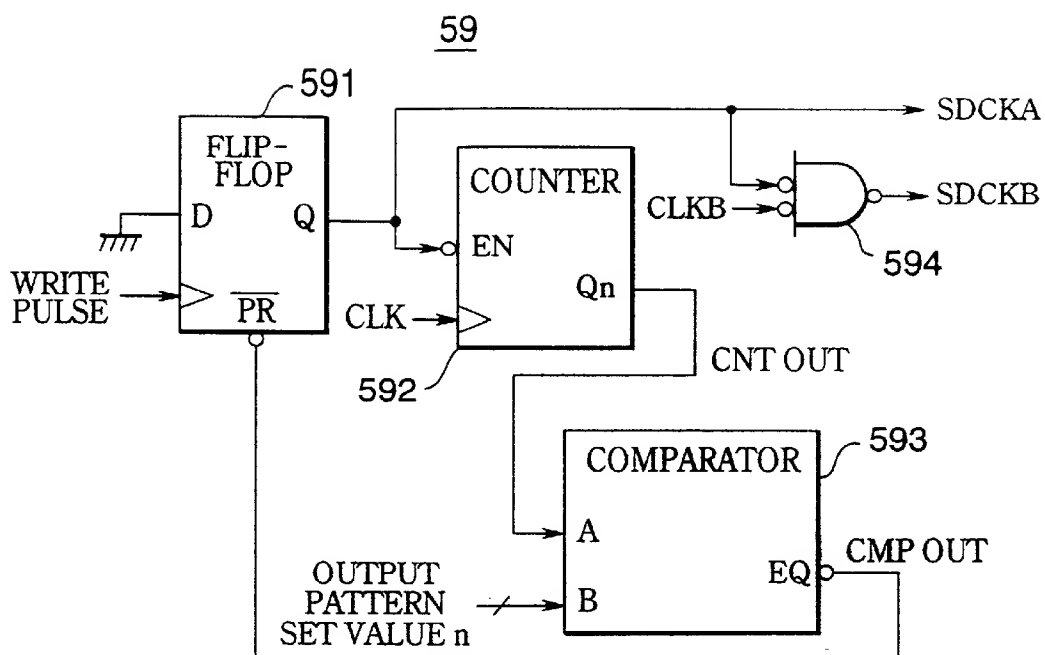 59
591
FLIP-
FLOP
D
Q
WRITE
PULSE
PR
COUNTER
EN
Qn
CLK
592
SDCKA
CLKB
SDCKB
594
CNT OUT
593
COMPARATOR
A
B
EQ
CMP OUT
OUTPUT
PATTERN
SET VALUE n